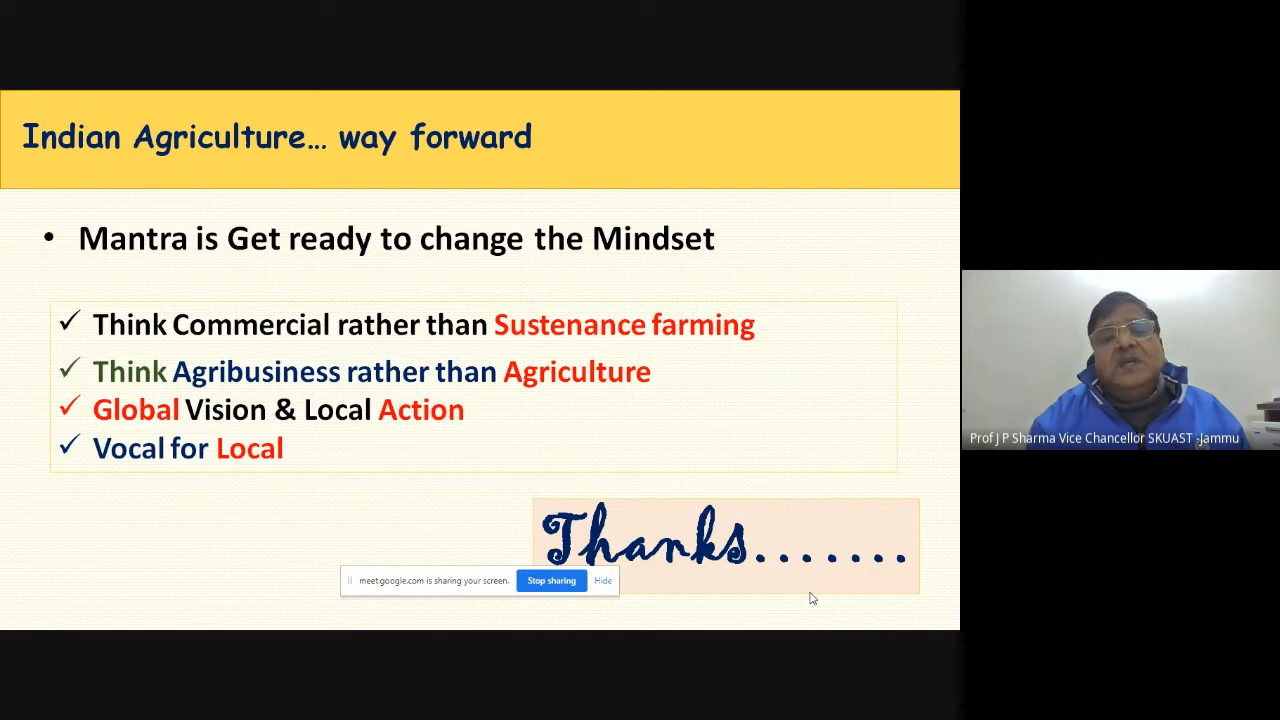 Indian Agriculture... way forward
• Mantra is Get ready to change the Mindset
✓ Think Commercial rather than Sustenance farming
✓ Think Agribusiness rather than Agriculture
✓ Global Vision & Local Action
✓ Vocal for Local
Thanks.......
meet.google.com is sharing your screen. Stop sharing Hide
Prof J P Sharma Vice Chancellor SKUAST -Jammu